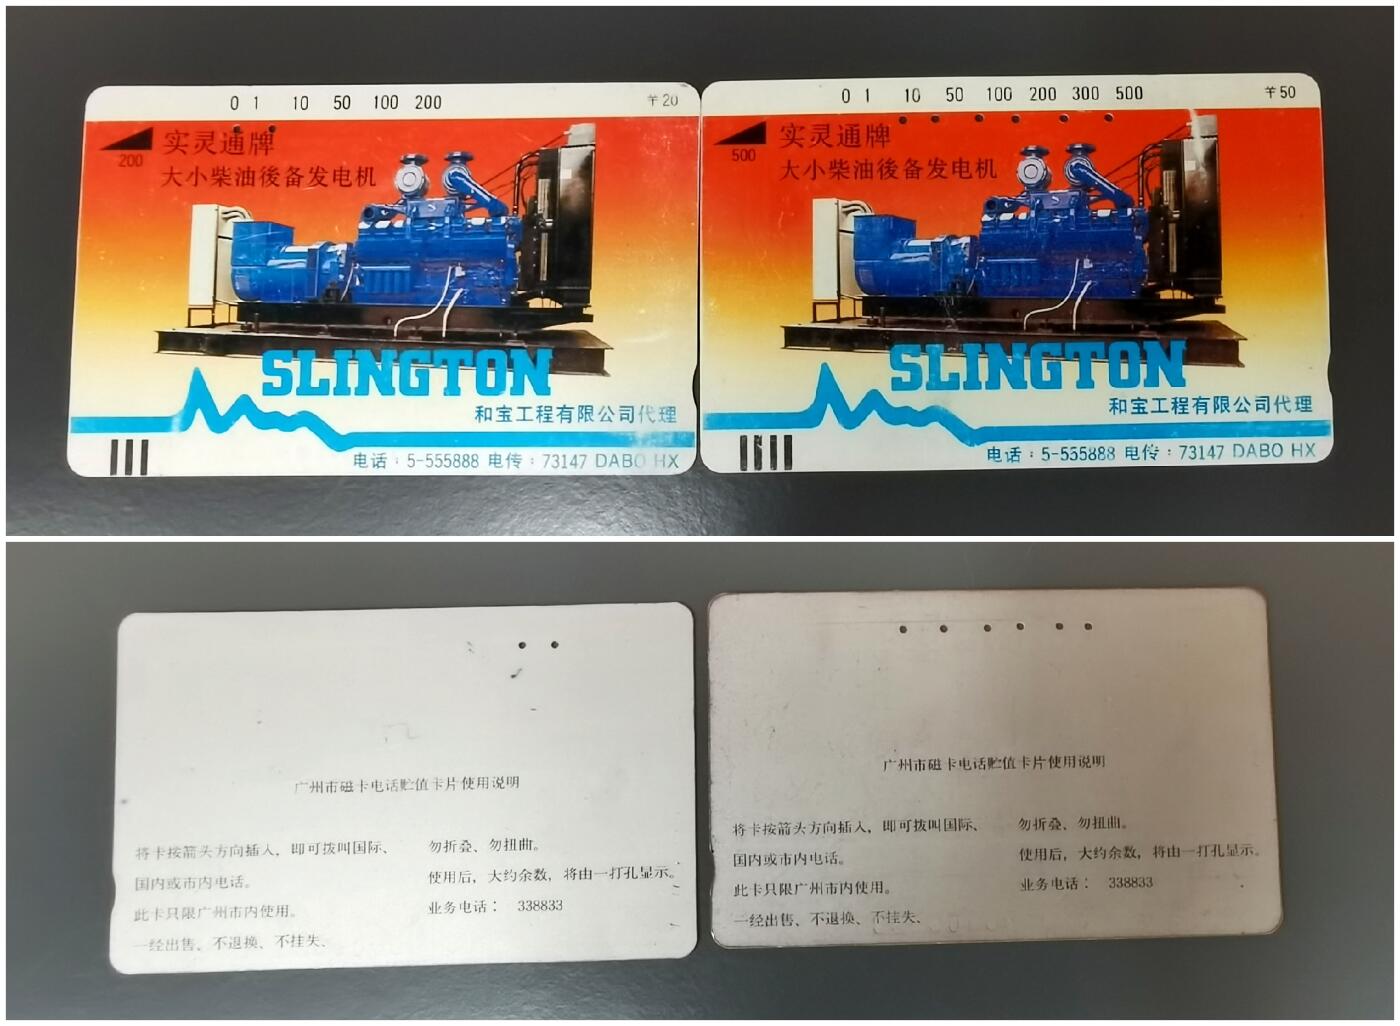 0 1 10 50 100 200
〒20
200
实灵通牌
大小柴油後备发电机
SLINGTON
和宝工程有限公司代理
电话：5-555888 电传：73147 DABO HX
0 1 10 50 100 200 300 500
〒50
500
实灵通牌
大小柴油後备发电机
SLINGTON
和宝工程有限公司代理
电话：5-555888 电传：73147 DABO HX
广州市磁卡电话贮值卡片使用说明
将卡按箭头方向插入，即可拨叫国际、
国内或市内电话。
此卡只限广州市内使用。
一经出售、不退换、不挂失、
勿折叠、勿扭曲。
使用后，大约余数，将由一打孔显示。
业务电话： 338833
广州市磁卡电话贮值卡片使用说明
将卡按箭头方向插入，即可拨叫国际、
国内或市内电话。
此卡只限广州市内使用。
一经出售、不退换、不挂失、
勿折叠、勿扭曲。
使用后，大约余数，将由一打孔显示。
业务电话： 338833